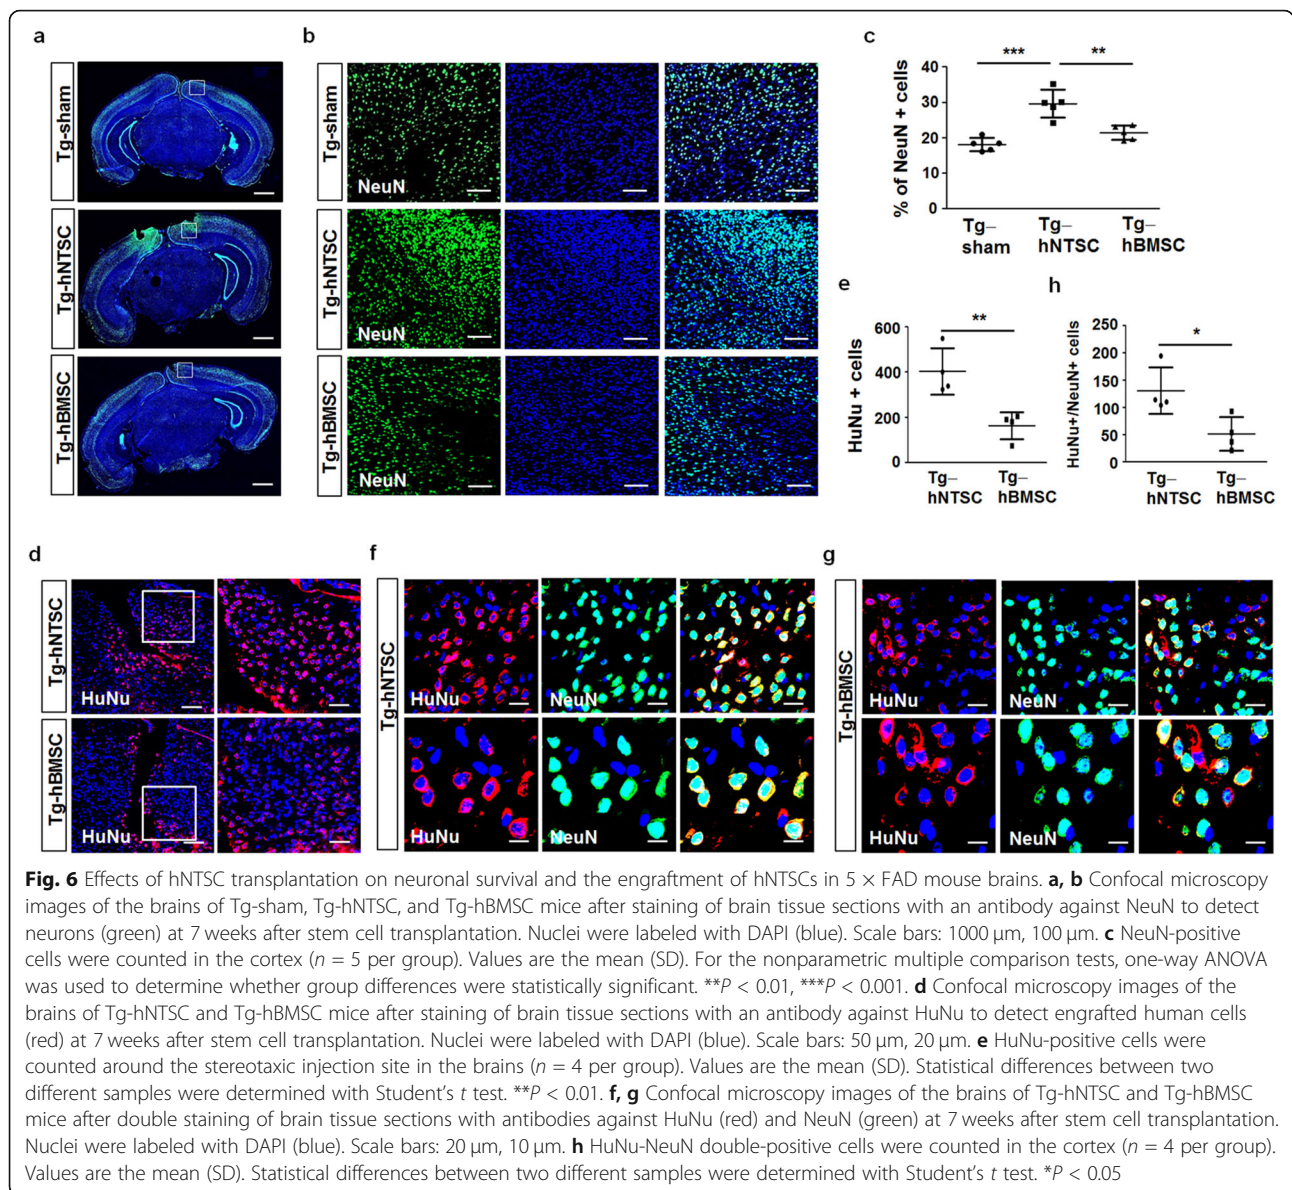 a
b
c
Tg-sham
Tg-hNTSC
Tg-hBMSC
Tg-sham
NeuN
Tg-hNTSC
NeuN
Tg-hBMSC
NeuN
*** **
% of NeuN + cells
40
30
20
10
0
Tg– Tg– Tg–
sham hNTSC hBMSC
e
HuNu + cells
600
400
200
0
**
Tg– Tg–
hNTSC hBMSC
h
HuNu+/NeuN+ cells
250
200
150
100
50
0
*
Tg– Tg–
hNTSC hBMSC
d
Tg-hNTSC
HuNu
Tg-hBMSC
HuNu
f
Tg-hNTSC
HuNu NeuN
HuNu NeuN
g
Tg-hBMSC
HuNu NeuN
HuNu NeuN
Fig. 6 Effects of hNTSC transplantation on neuronal survival and the engraftment of hNTSCs in 5 × FAD mouse brains. a, b Confocal microscopy
images of the brains of Tg-sham, Tg-hNTSC, and Tg-hBMSC mice after staining of brain tissue sections with an antibody against NeuN to detect
neurons (green) at 7 weeks after stem cell transplantation. Nuclei were labeled with DAPI (blue). Scale bars: 1000 μm, 100 μm. c NeuN-positive
cells were counted in the cortex (n = 5 per group). Values are the mean (SD). For the nonparametric multiple comparison tests, one-way ANOVA
was used to determine whether group differences were statistically significant. **P < 0.01, ***P < 0.001. d Confocal microscopy images of the
brains of Tg-hNTSC and Tg-hBMSC mice after staining of brain tissue sections with an antibody against HuNu to detect engrafted human cells
(red) at 7 weeks after stem cell transplantation. Nuclei were labeled with DAPI (blue). Scale bars: 50 μm, 20 μm. e HuNu-positive cells were
counted around the stereotaxic injection site in the brains (n = 4 per group). Values are the mean (SD). Statistical differences between two
different samples were determined with Student's t test. **P < 0.01. f, g Confocal microscopy images of the brains of Tg-hNTSC and Tg-hBMSC
mice after double staining of brain tissue sections with antibodies against HuNu (red) and NeuN (green) at 7 weeks after stem cell transplantation.
Nuclei were labeled with DAPI (blue). Scale bars: 20 μm, 10 μm. h HuNu-NeuN double-positive cells were counted in the cortex (n = 4 per group).
Values are the mean (SD). Statistical differences between two different samples were determined with Student's t test. *P < 0.05